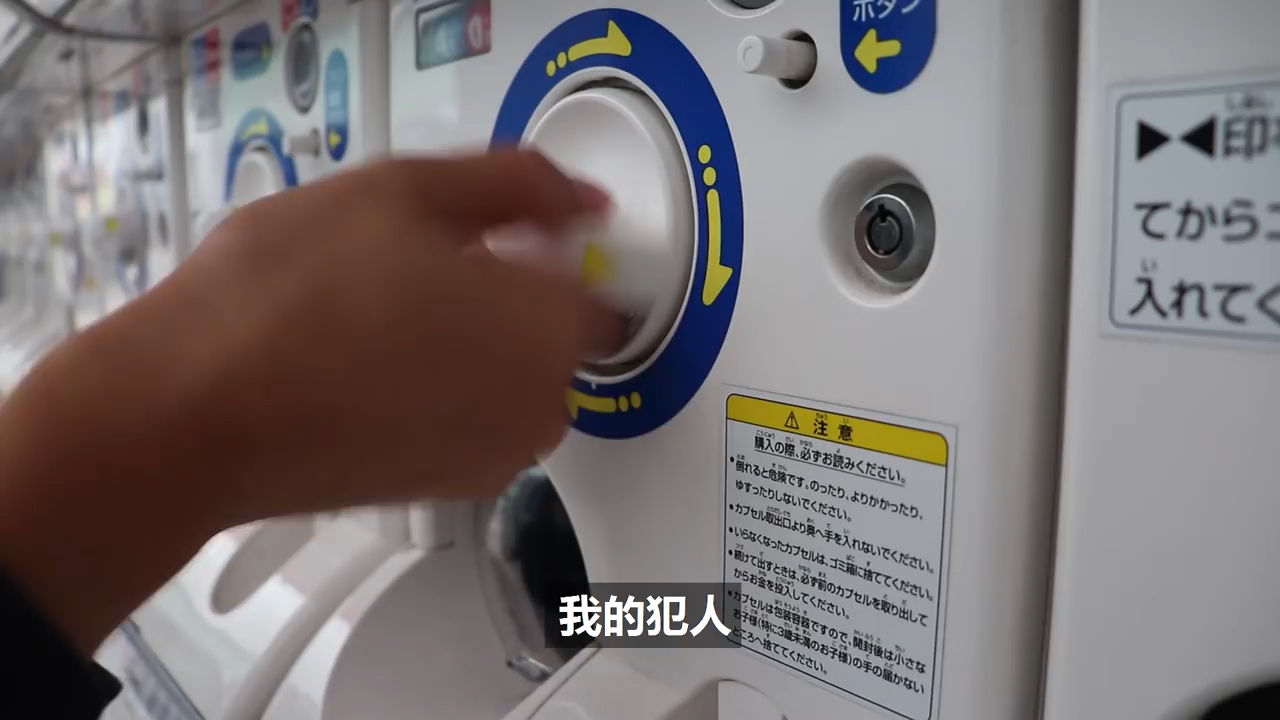 ボタン
印を
てからコ
入れてく
注意
購入の際、必ずお読みください。
•倒れると危険です。のったり、よりかかったり、
ゆすったりしないでください。
•カプセル取出口より奥へ手を入れないでください。
•いらなくなったカプセルは、ゴミ箱に捨ててください。
•続けて出すときは、必ず前のカプセルを取り出して
からお金を投入してください。
•カプセルは包装容器ですので、開封後は小さな
お子様(特に3歳未満のお子様)の手の届かない
ところへ捨ててください。
我的犯人